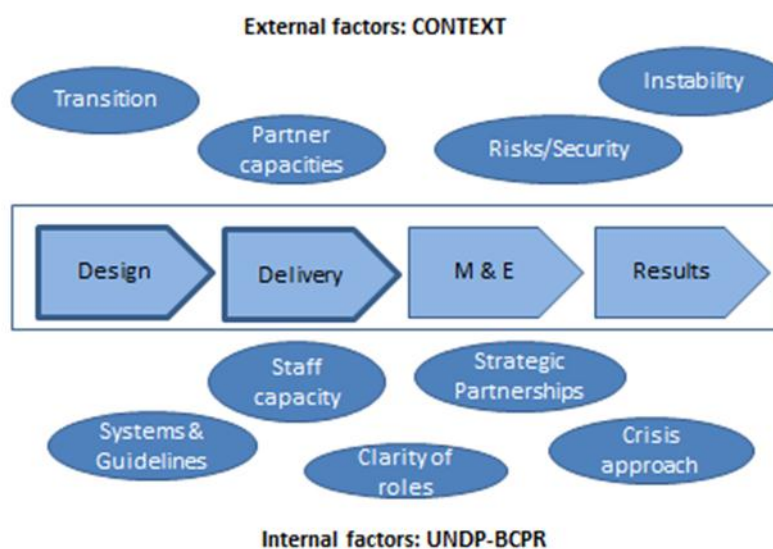 External factors: CONTEXT
Instability
Transition
Partner
capacities
Risks/Security
Design
Delivery
M & E
Results
Staff
capacity
Strategic
Partnerships
Systems &
Guidelines
Clarity of
roles
Crisis
approach
Internal factors: UNDP-BCPR